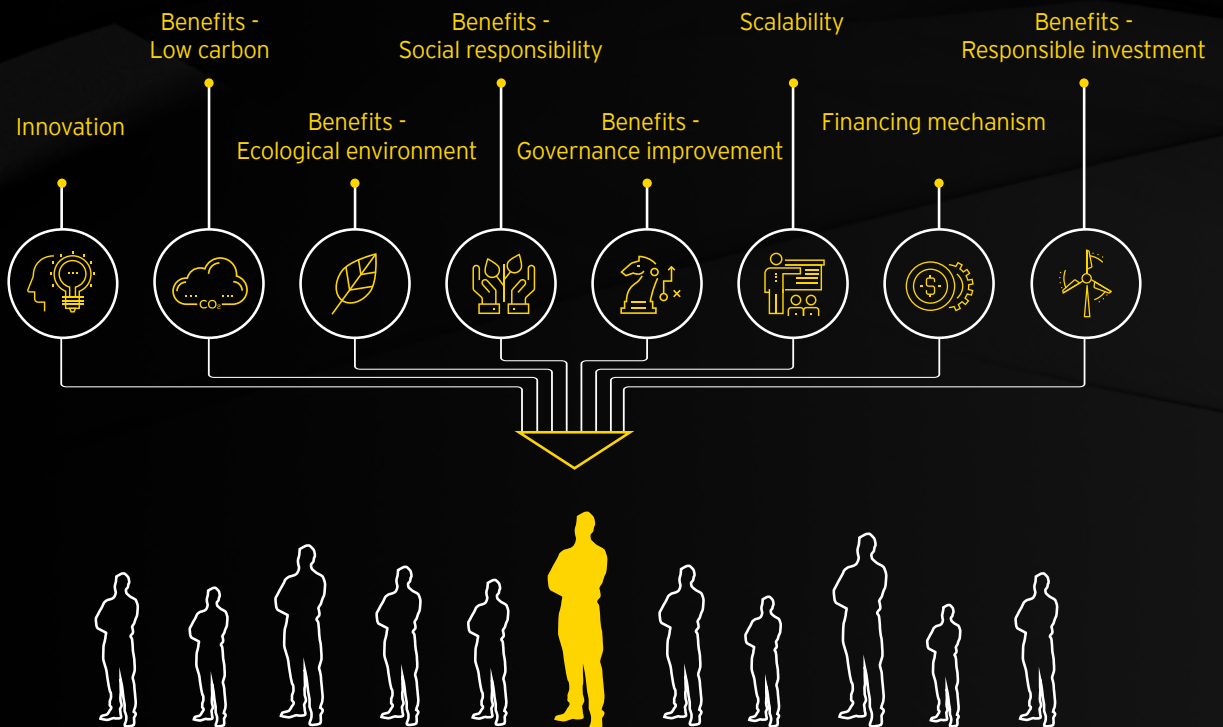 Benefits -
Low carbon
Benefits -
Social responsibility
Scalability
Benefits -
Responsible investment
Innovation
Benefits -
Ecological environment
Benefits -
Governance improvement
Financing mechanism
CO₂
$